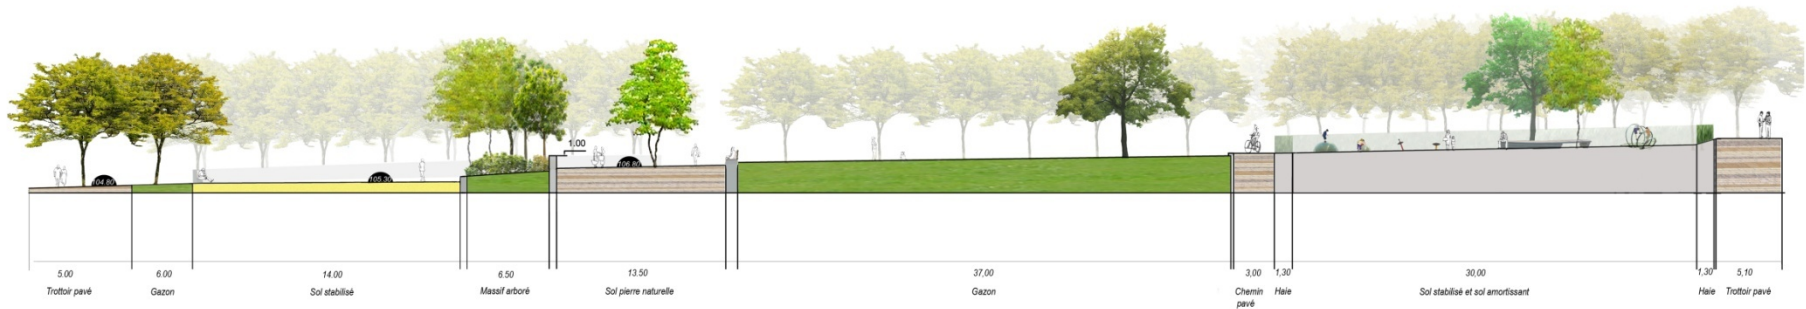 1.00
104.80
105.30
106.80
5.00
6.00
14.00
6.50
13.50
37,00
3,00
1,30
30,00
1,30
5,10
Trottoir pavé
Gazon
Sol stabilisé
Massif arboré
Sol pierre naturelle
Gazon
Chemin
pavé
Haie
Sol stabilisé et sol amortissant
Haie
Trottoir pavé